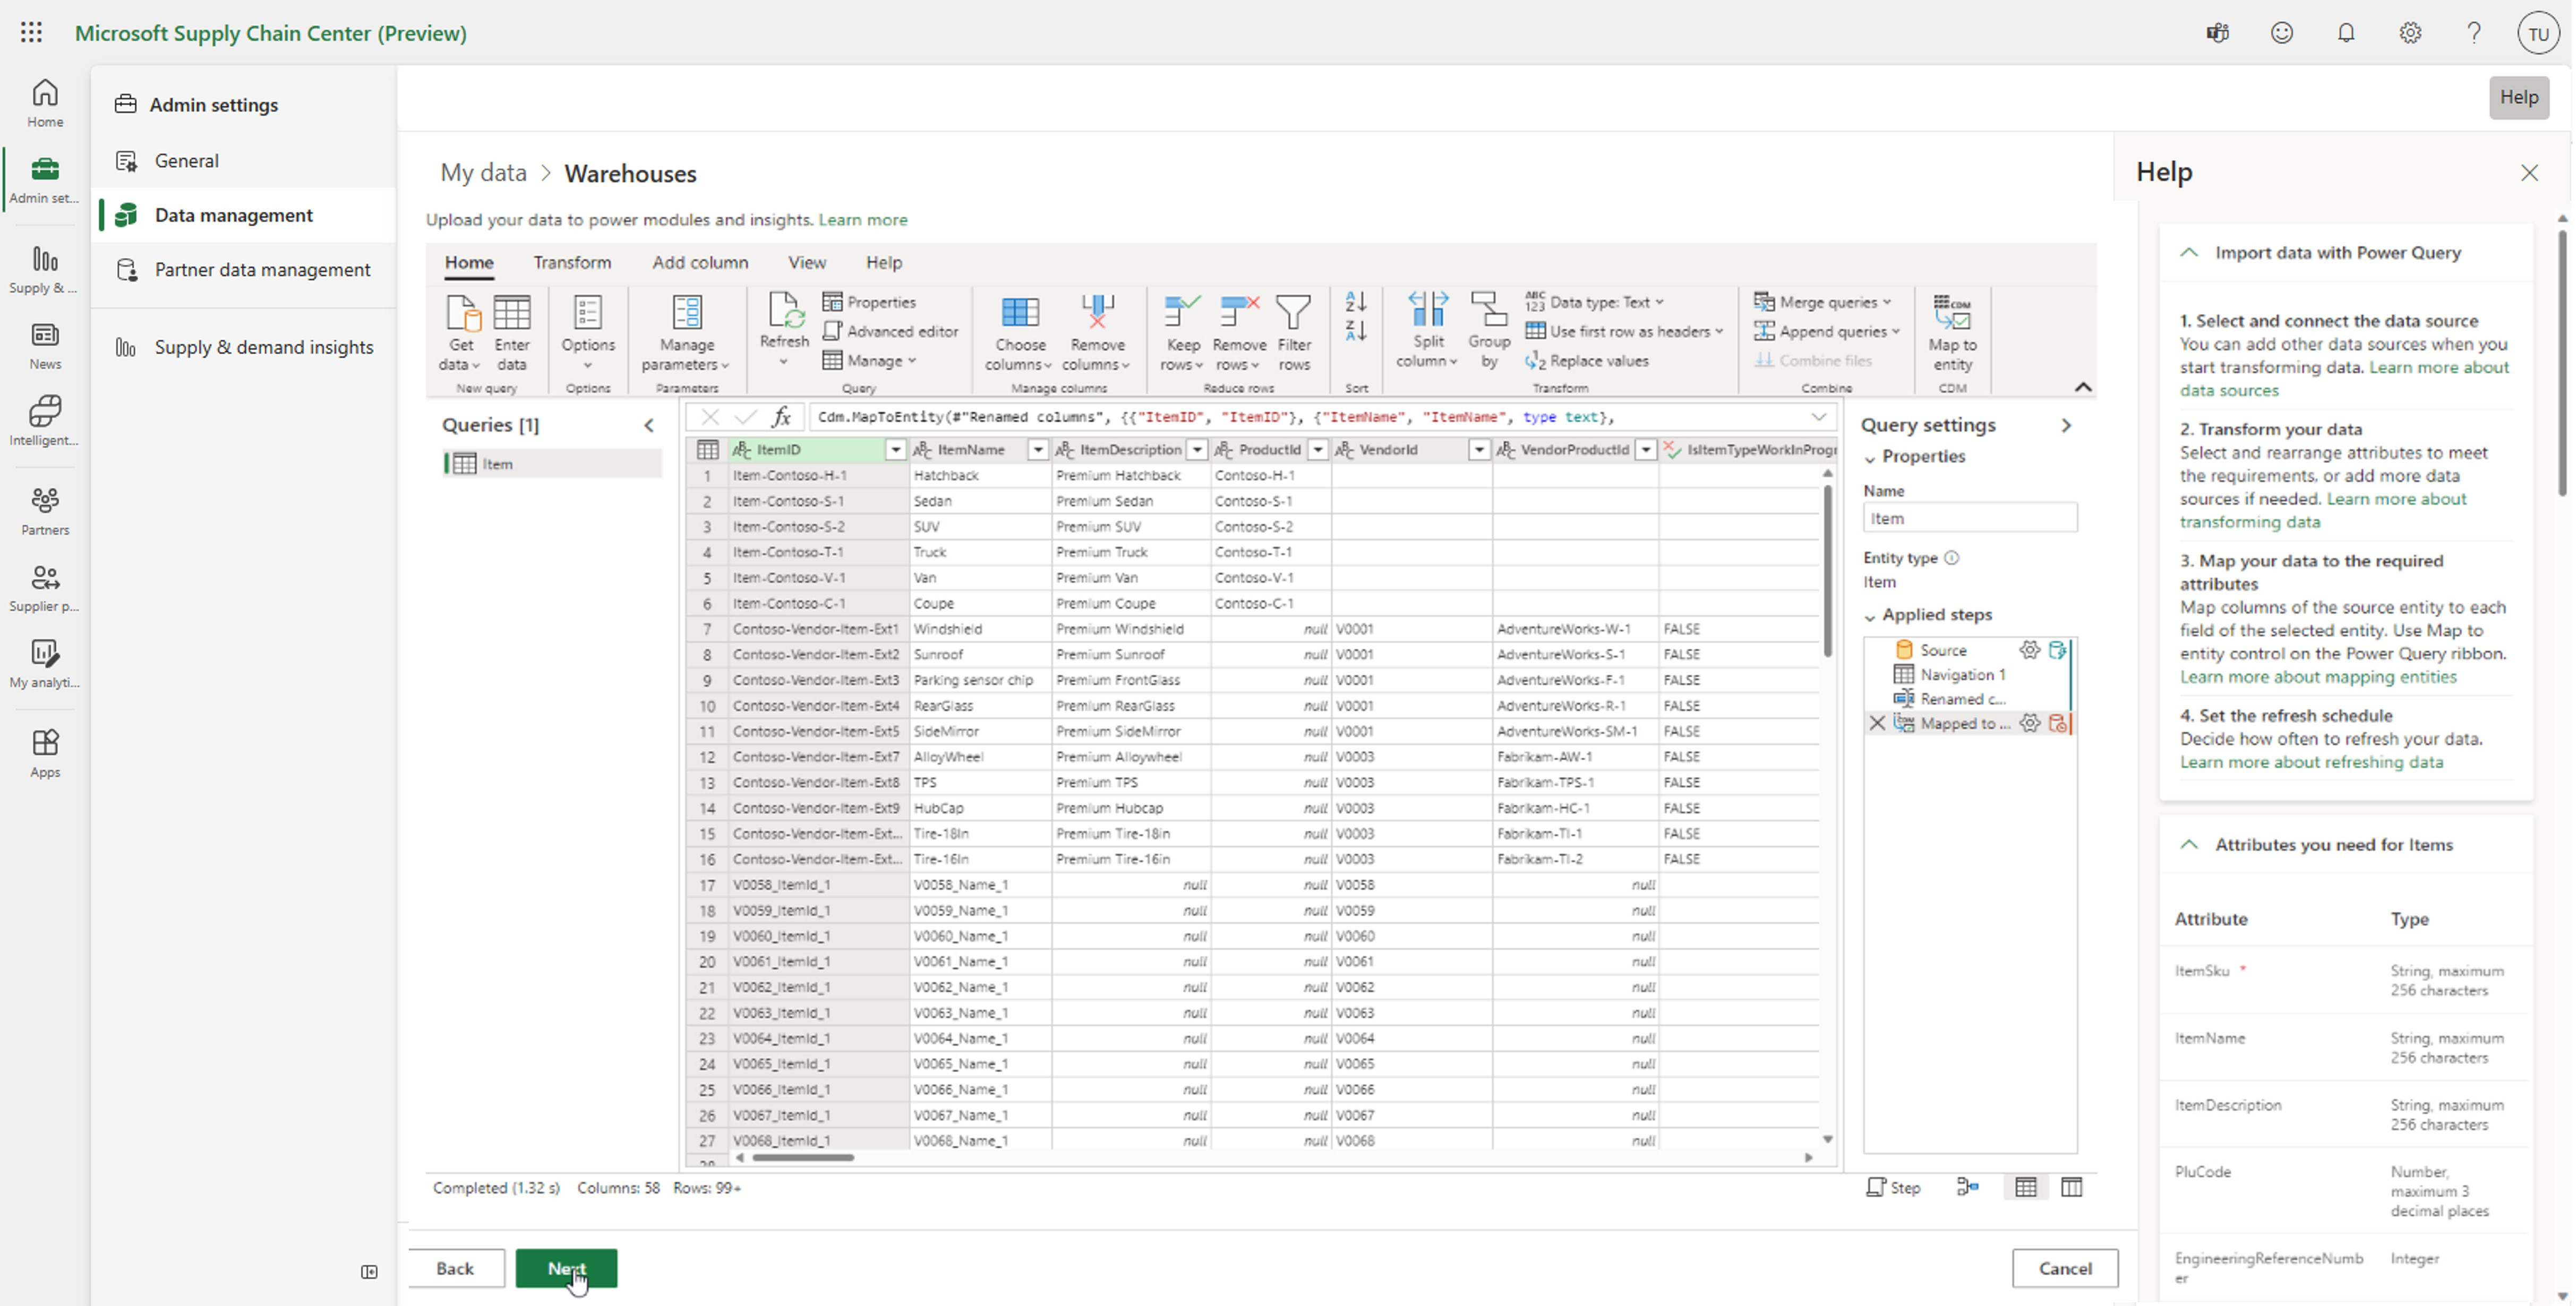 Microsoft Supply Chain Center (Preview)
TU
Home
Admin set...
Supply & ...
News
Intelligent...
Partners
Supplier p...
My analyti...
Apps
Admin settings
General
Data management
Partner data management
Supply & demand insights
Help
My data > Warehouses
Upload your data to power modules and insights. Learn more
Home Transform Add column View Help
Get data
Enter data
New query
Options
Options
Manage parameters
Parameters
Refresh
Properties
Advanced editor
Manage
Query
Choose columns
Remove columns
Manage columns
Keep rows
Remove rows
Filter rows
Reduce rows
Sort
Split column
Group by
Data type: Text
Use first row as headers
Replace values
Transform
Merge queries
Append queries
Combine files
Combine
Map to entity
CDM
Queries [1]
Item
fx Cdm.MapToEntity(#"Renamed columns", {{"ItemID", "ItemID"}, {"ItemName", "ItemName", type text},
ItemID ItemName ItemDescription ProductId VendorId VendorProductId IsItemTypeWorkInProgr
1 Item-Contoso-H-1 Hatchback Premium Hatchback Contoso-H-1
2 Item-Contoso-S-1 Sedan Premium Sedan Contoso-S-1
3 Item-Contoso-S-2 SUV Premium SUV Contoso-S-2
4 Item-Contoso-T-1 Truck Premium Truck Contoso-T-1
5 Item-Contoso-V-1 Van Premium Van Contoso-V-1
6 Item-Contoso-C-1 Coupe Premium Coupe Contoso-C-1
7 Contoso-Vendor-Item-Ext1 Windshield Premium Windshield null V0001 AdventureWorks-W-1 FALSE
8 Contoso-Vendor-Item-Ext2 Sunroof Premium Sunroof null V0001 AdventureWorks-S-1 FALSE
9 Contoso-Vendor-Item-Ext3 Parking sensor chip Premium FrontGlass null V0001 AdventureWorks-F-1 FALSE
10 Contoso-Vendor-Item-Ext4 RearGlass Premium RearGlass null V0001 AdventureWorks-R-1 FALSE
11 Contoso-Vendor-Item-Ext5 SideMirror Premium SideMirror null V0001 AdventureWorks-SM-1 FALSE
12 Contoso-Vendor-Item-Ext7 AlloyWheel Premium Alloywheel null V0003 Fabrikam-AW-1 FALSE
13 Contoso-Vendor-Item-Ext8 TPS Premium TPS null V0003 Fabrikam-TPS-1 FALSE
14 Contoso-Vendor-Item-Ext9 HubCap Premium Hubcap null V0003 Fabrikam-HC-1 FALSE
15 Contoso-Vendor-Item-Ext... Tire-18In Premium Tire-18in null V0003 Fabrikam-TI-1 FALSE
16 Contoso-Vendor-Item-Ext... Tire-16In Premium Tire-16in null V0003 Fabrikam-TI-2 FALSE
17 V0058_ItemId_1 V0058_Name_1 null null V0058 null
18 V0059_ItemId_1 V0059_Name_1 null null V0059 null
19 V0060_ItemId_1 V0060_Name_1 null null V0060 null
20 V0061_ItemId_1 V0061_Name_1 null null V0061 null
21 V0062_ItemId_1 V0062_Name_1 null null V0062 null
22 V0063_ItemId_1 V0063_Name_1 null null V0063 null
23 V0064_ItemId_1 V0064_Name_1 null null V0064 null
24 V0065_ItemId_1 V0065_Name_1 null null V0065 null
25 V0066_ItemId_1 V0066_Name_1 null null V0066 null
26 V0067_ItemId_1 V0067_Name_1 null null V0067 null
27 V0068_ItemId_1 V0068_Name_1 null null V0068 null
Completed (1.32 s) Columns: 58 Rows: 99+
Step
Query settings
Properties
Name
Item
Entity type
Item
Applied steps
Source
Navigation 1
Renamed c...
Mapped to ...
Back
Next
Cancel
Help
Import data with Power Query
1. Select and connect the data source
You can add other data sources when you
start transforming data. Learn more about
data sources
2. Transform your data
Select and rearrange attributes to meet
the requirements, or add more data
sources if needed. Learn more about
transforming data
3. Map your data to the required
attributes
Map columns of the source entity to each
field of the selected entity. Use Map to
entity control on the Power Query ribbon.
Learn more about mapping entities
4. Set the refresh schedule
Decide how often to refresh your data.
Learn more about refreshing data
Attributes you need for Items
Attribute Type
ItemSku * String, maximum
256 characters
ItemName String, maximum
256 characters
ItemDescription String, maximum
256 characters
PluCode Number,
maximum 3
decimal places
EngineeringReferenceNumb Integer
er